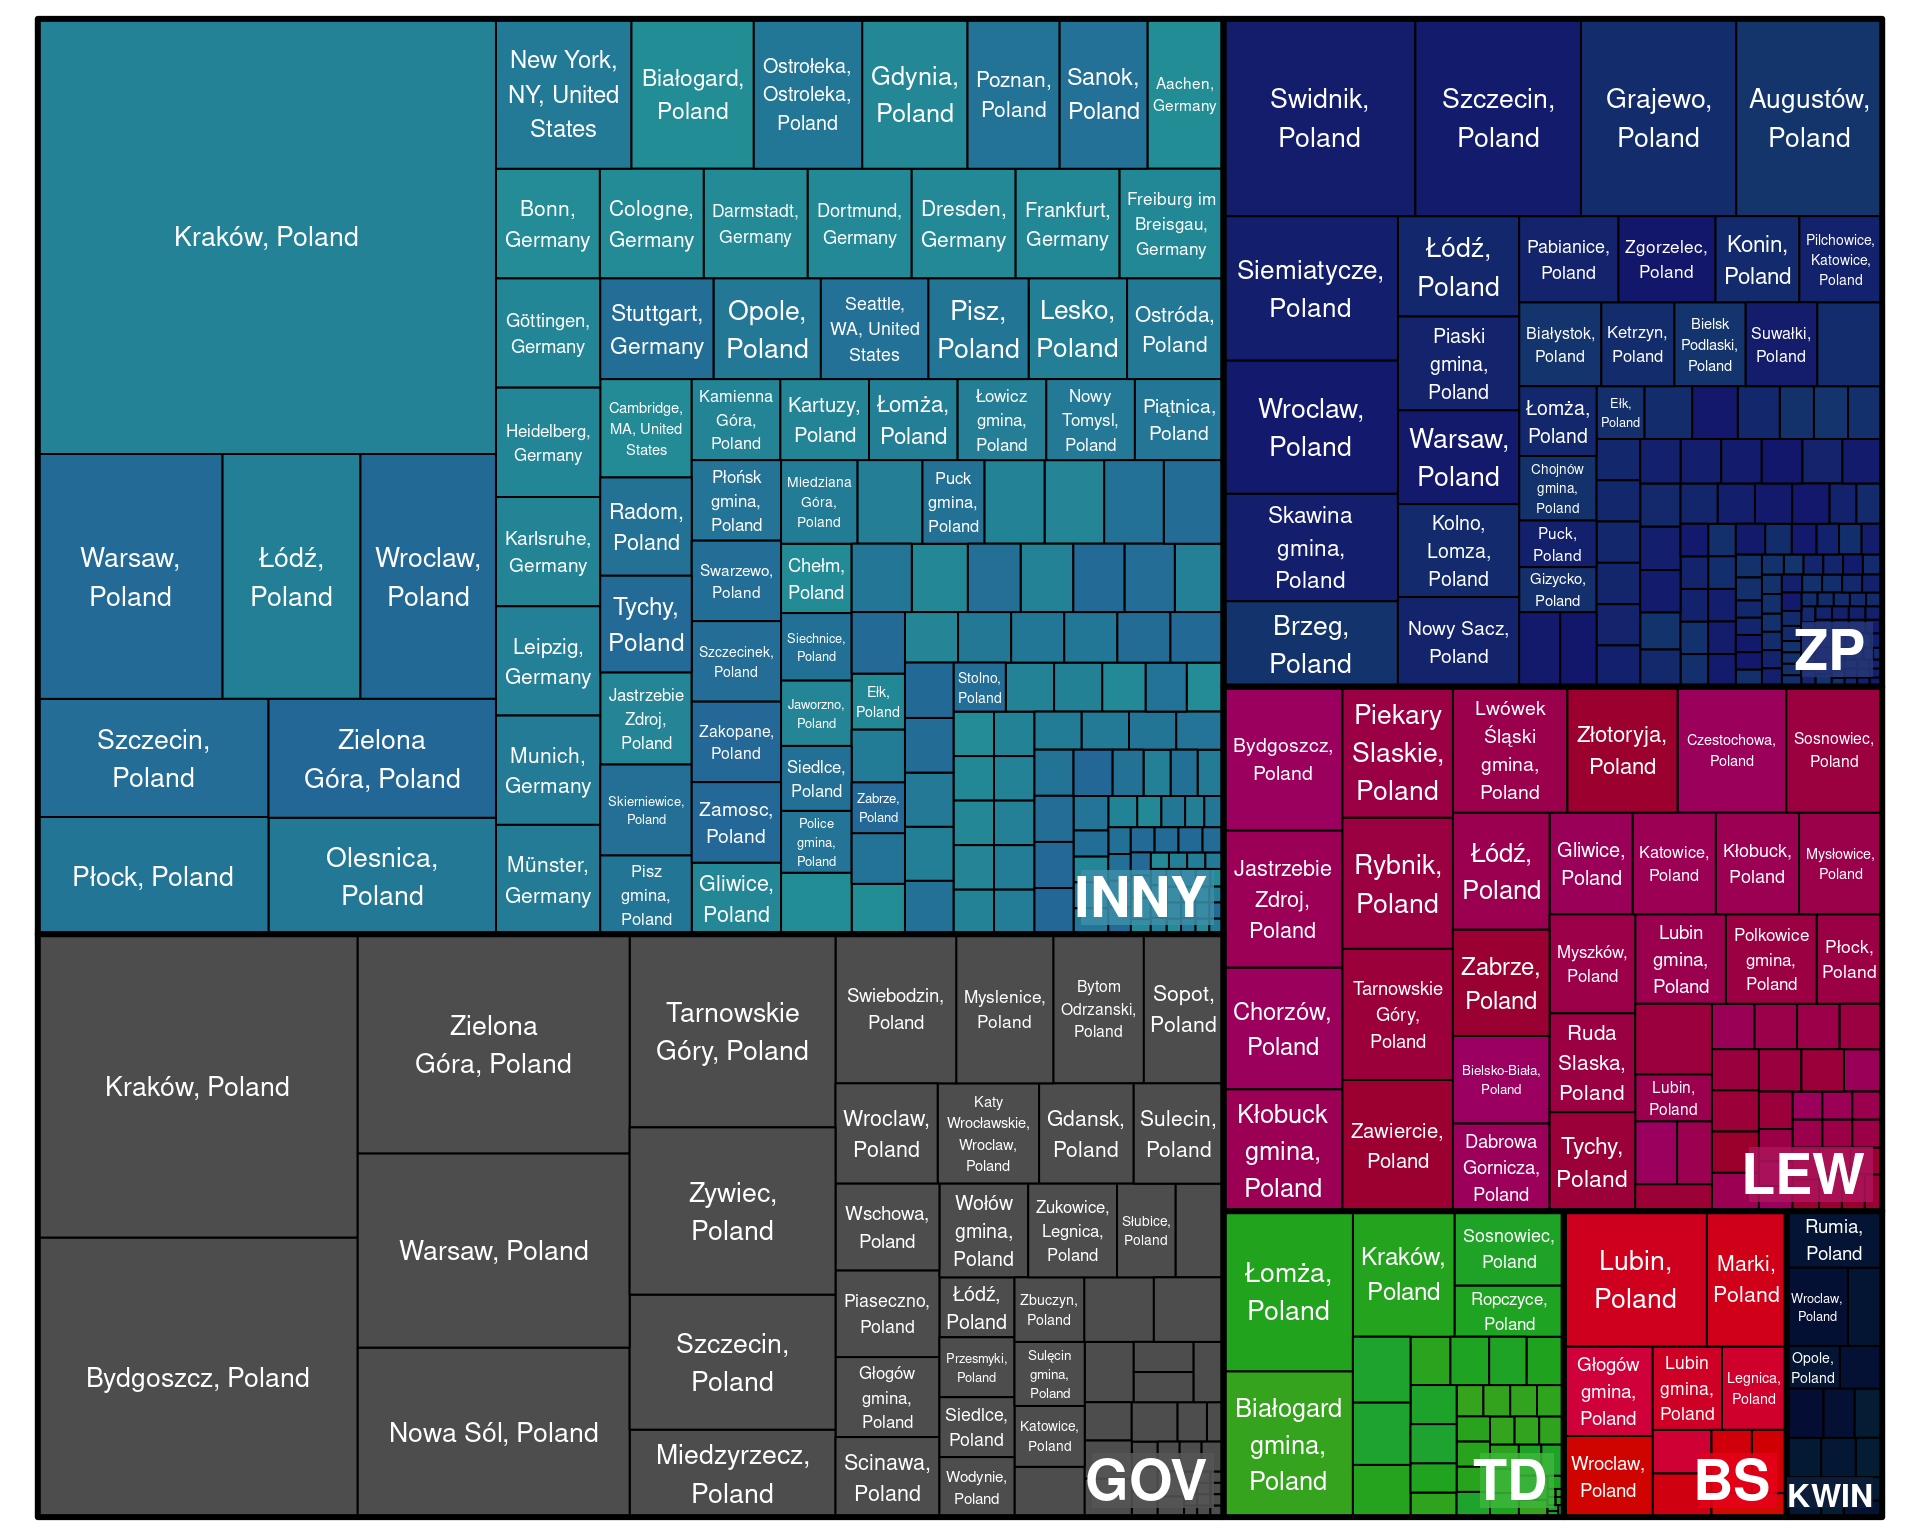 Kraków, Poland
Warsaw,
Poland
Łódź,
Poland
Wroclaw,
Poland
Szczecin,
Poland
Zielona
Góra, Poland
Płock, Poland
Olesnica,
Poland
New York,
NY, United
States
Białogard,
Poland
Ostrołeka,
Ostroleka,
Poland
Gdynia,
Poland
Poznan,
Poland
Sanok,
Poland
Aachen,
Germany
Bonn,
Germany
Cologne,
Germany
Darmstadt,
Germany
Dortmund,
Germany
Dresden,
Germany
Frankfurt,
Germany
Freiburg im
Breisgau,
Germany
Göttingen,
Germany
Heidelberg,
Germany
Karlsruhe,
Germany
Leipzig,
Germany
Munich,
Germany
Münster,
Germany
Stuttgart,
Germany
Opole,
Poland
Seattle,
WA, United
States
Pisz,
Poland
Lesko,
Poland
Ostróda,
Poland
Cambridge,
MA, United
States
Radom,
Poland
Tychy,
Poland
Jastrzebie
Zdroj,
Poland
Skierniewice,
Poland
Pisz
gmina,
Poland
Kamienna
Góra,
Poland
Kartuzy,
Poland
Łomża,
Poland
Łowicz
gmina,
Poland
Nowy
Tomysl,
Poland
Piątnica,
Poland
Płońsk
gmina,
Poland
Swarzewo,
Poland
Szczecinek,
Poland
Zakopane,
Poland
Zamosc,
Poland
Gliwice,
Poland
Miedziana
Góra,
Poland
Puck
gmina,
Poland
Chełm,
Poland
Siechnice,
Poland
Jaworzno,
Poland
Siedlce,
Poland
Police
gmina,
Poland
Ełk,
Poland
Zabrze,
Poland
Stolno,
Poland
INNY
Swidnik,
Poland
Szczecin,
Poland
Grajewo,
Poland
Augustów,
Poland
Siemiatycze,
Poland
Wroclaw,
Poland
Skawina
gmina,
Poland
Brzeg,
Poland
Łódź,
Poland
Piaski
gmina,
Poland
Warsaw,
Poland
Kolno,
Lomza,
Poland
Nowy Sacz,
Poland
Pabianice,
Poland
Zgorzelec,
Poland
Konin,
Poland
Pilchowice,
Katowice,
Poland
Białystok,
Poland
Ketrzyn,
Poland
Bielsk
Podlaski,
Poland
Suwałki,
Poland
Łomża,
Poland
Ełk,
Poland
Chojnów
gmina,
Poland
Puck,
Poland
Gizycko,
Poland
ZP
Bydgoszcz,
Poland
Jastrzebie
Zdroj,
Poland
Chorzów,
Poland
Kłobuck
gmina,
Poland
Piekary
Slaskie,
Poland
Rybnik,
Poland
Tarnowskie
Góry,
Poland
Zawiercie,
Poland
Lwówek
Śląski
gmina,
Poland
Złotoryja,
Poland
Czestochowa,
Poland
Sosnowiec,
Poland
Łódź,
Poland
Zabrze,
Poland
Bielsko-Biała,
Poland
Dabrowa
Gornicza,
Poland
Gliwice,
Poland
Katowice,
Poland
Kłobuck,
Poland
Mysłowice,
Poland
Myszków,
Poland
Ruda
Slaska,
Poland
Tychy,
Poland
Lubin
gmina,
Poland
Polkowice
gmina,
Poland
Płock,
Poland
Lubin,
Poland
LEW
Kraków, Poland
Bydgoszcz, Poland
Zielona
Góra, Poland
Warsaw, Poland
Nowa Sól, Poland
Tarnowskie
Góry, Poland
Zywiec,
Poland
Szczecin,
Poland
Miedzyrzecz,
Poland
Swiebodzin,
Poland
Myslenice,
Poland
Bytom
Odrzanski,
Poland
Sopot,
Poland
Wroclaw,
Poland
Katy
Wrocławskie,
Wroclaw,
Poland
Gdansk,
Poland
Sulecin,
Poland
Wschowa,
Poland
Piaseczno,
Poland
Głogów
gmina,
Poland
Scinawa,
Poland
Wołów
gmina,
Poland
Zukowice,
Legnica,
Poland
Słubice,
Poland
Łódź,
Poland
Przesmyki,
Poland
Siedlce,
Poland
Wodynie,
Poland
Zbuczyn,
Poland
Sulęcin
gmina,
Poland
Katowice,
Poland
GOV
Łomża,
Poland
Białogard
gmina,
Poland
Kraków,
Poland
Sosnowiec,
Poland
Ropczyce,
Poland
TD
Lubin,
Poland
Marki,
Poland
Głogów
gmina,
Poland
Lubin
gmina,
Poland
Legnica,
Poland
Wroclaw,
Poland
BS
Rumia,
Poland
Wroclaw,
Poland
Opole,
Poland
KWIN